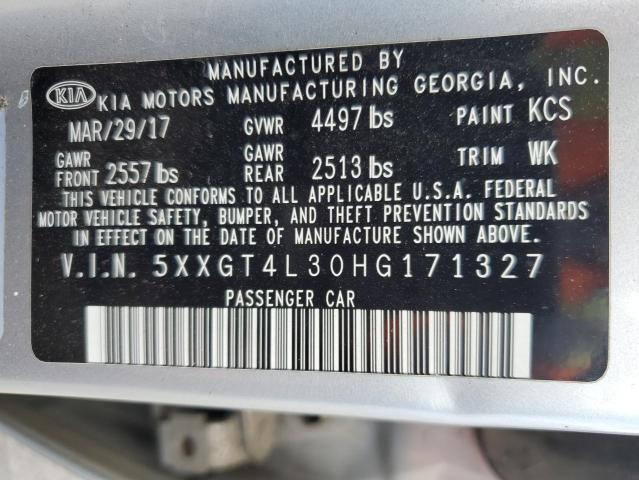 MANUFACTURED BY
KIA KIA MOTORS MANUFACTURING GEORGIA, INC.
MAR/29/17 GVWR 4497 lbs PAINT KCS
GAWR FRONT 2557 lbs GAWR REAR 2513 lbs TRIM WK
THIS VEHICLE CONFORMS TO ALL APPLICABLE U.S.A. FEDERAL
MOTOR VEHICLE SAFETY, BUMPER, AND THEFT PREVENTION STANDARDS
IN EFFECT ON THE DATE OF MANUFACTURE SHOWN ABOVE.
V.I.N. 5XXGT4L30HG171327
PASSENGER CAR